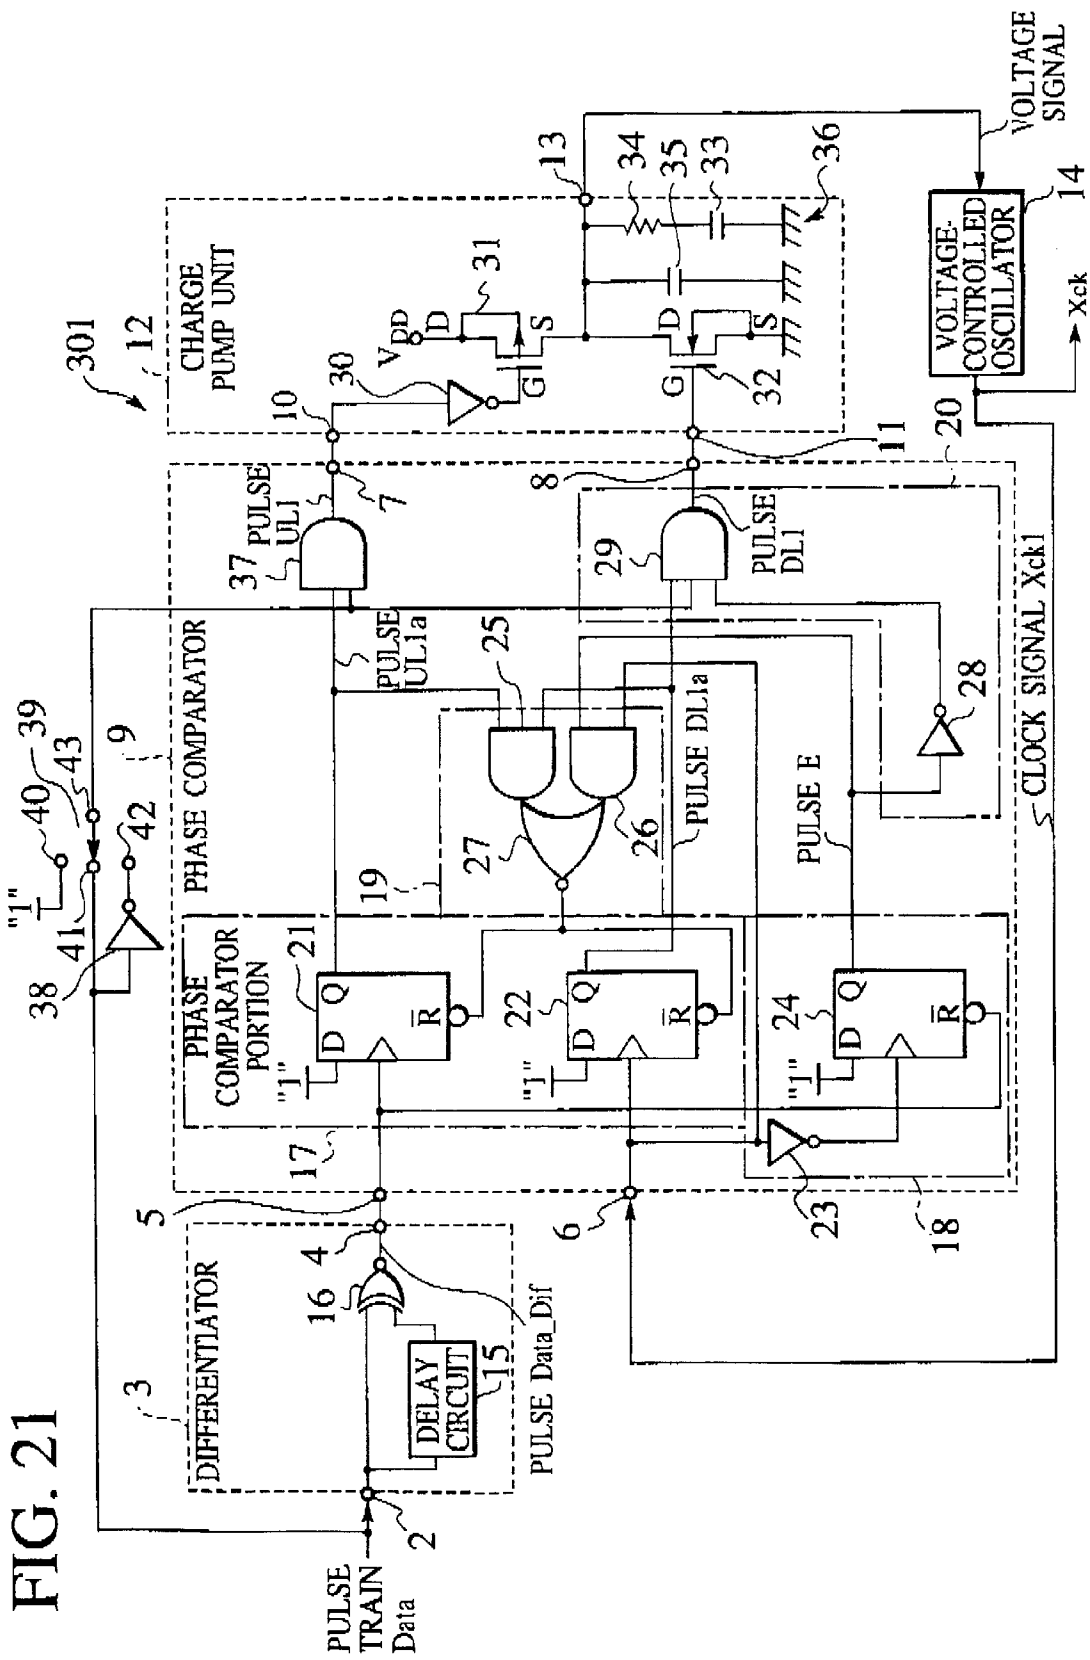 FIG. 21
301
PULSE
TRAIN
Data
2
DIFFERENTIATOR
3
DELAY
CIRCUIT
15
16
4
PULSE Data_Dif
5
6
"1"
40
39
43
41
42
38
PHASE COMPARATOR
9
PHASE
COMPARATOR
PORTION
17
"1"
D
Q
R
21
"1"
D
Q
R
22
"1"
D
Q
R
24
23
18
19
27
25
26
PULSE
UL1a
PULSE DL1a
PULSE E
37
PULSE
UL1
7
29
PULSE
DL1
8
28
20
CHARGE
PUMP UNIT
12
10
11
30
VDD
D
G
S
31
D
G
S
32
13
34
35
33
36
VOLTAGE
SIGNAL
VOLTAGE-
CONTROLLED
OSCILLATOR
14
Xck
CLOCK SIGNAL Xck1